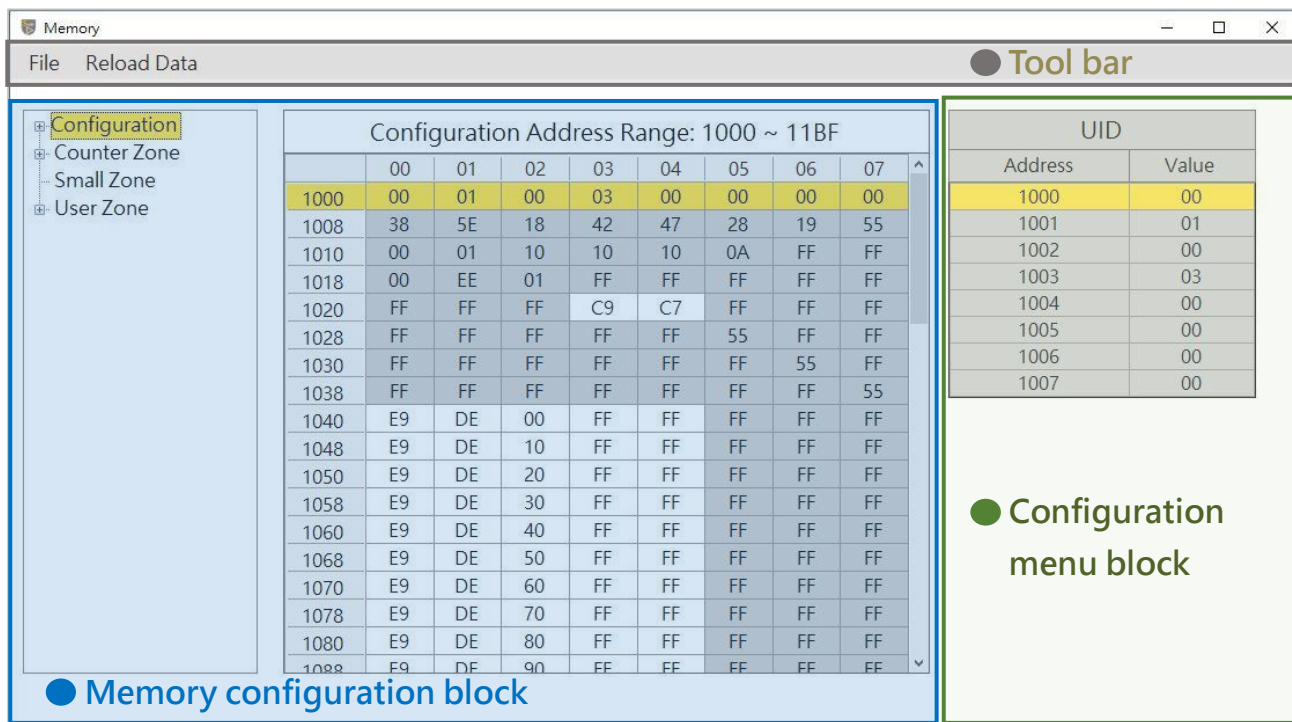 Memory
File Reload Data
Tool bar
Configuration
Counter Zone
Small Zone
User Zone
Configuration Address Range: 1000 ~ 11BF
00 01 02 03 04 05 06 07
1000 00 01 00 03 00 00 00 00
1008 38 5E 18 42 47 28 19 55
1010 00 01 10 10 10 0A FF FF
1018 00 EE 01 FF FF FF FF FF
1020 FF FF FF C9 C7 FF FF FF
1028 FF FF FF FF FF 55 FF FF
1030 FF FF FF FF FF FF 55 FF
1038 FF FF FF FF FF FF FF 55
1040 E9 DE 00 FF FF FF FF FF
1048 E9 DE 10 FF FF FF FF FF
1050 E9 DE 20 FF FF FF FF FF
1058 E9 DE 30 FF FF FF FF FF
1060 E9 DE 40 FF FF FF FF FF
1068 E9 DE 50 FF FF FF FF FF
1070 E9 DE 60 FF FF FF FF FF
1078 E9 DE 70 FF FF FF FF FF
1080 E9 DE 80 FF FF FF FF FF
1088 E9 DE 90 FF FF FF FF FF
Memory configuration block
UID
Address Value
1000 00
1001 01
1002 00
1003 03
1004 00
1005 00
1006 00
1007 00
Configuration
menu block